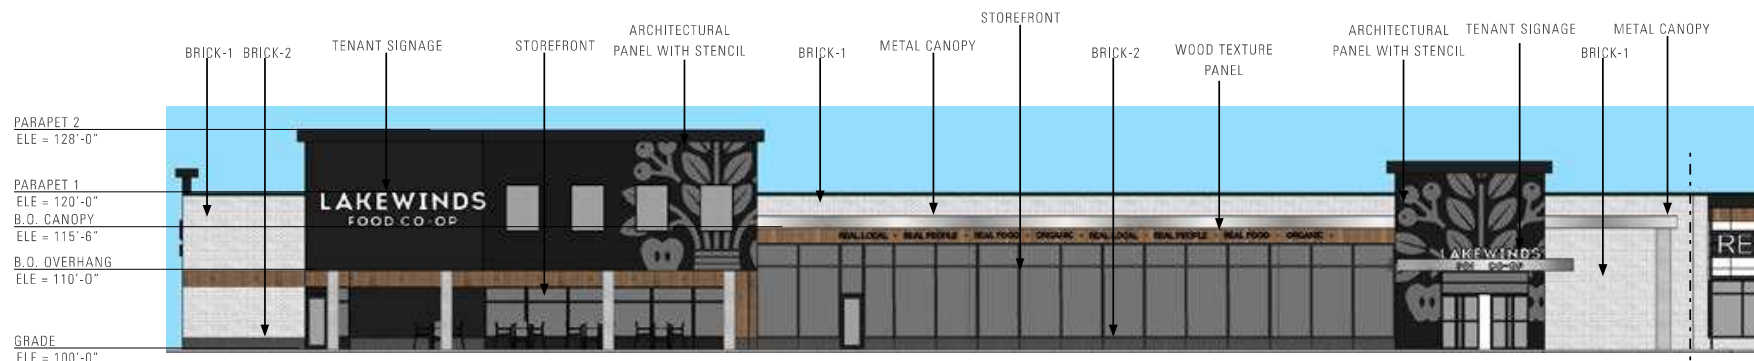 STOREFRONT
ARCHITECTURAL
PANEL WITH STENCIL
ARCHITECTURAL
PANEL WITH STENCIL
TENANT SIGNAGE
METAL CANOPY
BRICK-1
BRICK-2
TENANT SIGNAGE
STOREFRONT
BRICK-1
METAL CANOPY
BRICK-2
WOOD TEXTURE
PANEL
BRICK-1
PARAPET 2
ELE = 128'-0"
PARAPET 1
ELE = 120'-0"
B.O. CANOPY
ELE = 115'-6"
B.O. OVERHANG
ELE = 110'-0"
GRADE
ELE = 100'-0"
LAKEWINDS
FOOD CO-OP
REAL LOCAL - REAL PEOPLE - REAL FOOD - ORGANIC - REAL LOCAL - REAL PEOPLE - REAL FOOD - ORGANIC -
LAKEWINDS
CO-OP
RE